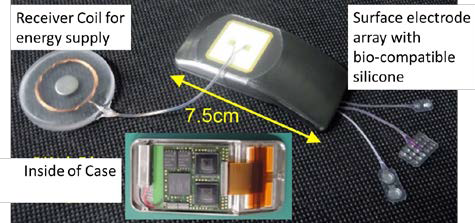 Receiver Coil for
energy supply
Surface electrode
array with
bio-compatible
silicone
7.5cm
Inside of Case